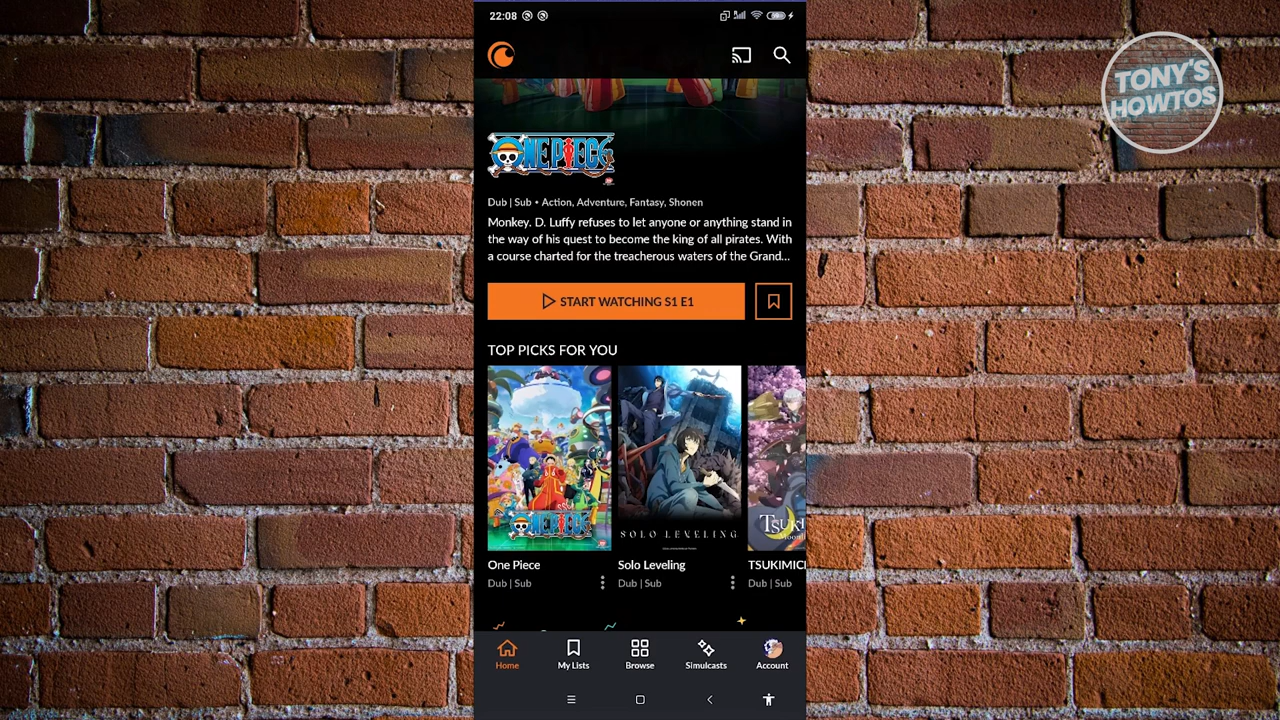 22:08
TONY'S
HOWTOS
ONE PIECE
Dub | Sub • Action, Adventure, Fantasy, Shonen
Monkey. D. Luffy refuses to let anyone or anything stand in
the way of his quest to become the king of all pirates. With
a course charted for the treacherous waters of the Grand...
START WATCHING S1 E1
TOP PICKS FOR YOU
ONE PIECE
SOLO LEVELING
TSUKI
One Piece
Solo Leveling
TSUKIMICI
Dub | Sub
Dub | Sub
Dub | Sub
Home
My Lists
Browse
Simulcasts
Account